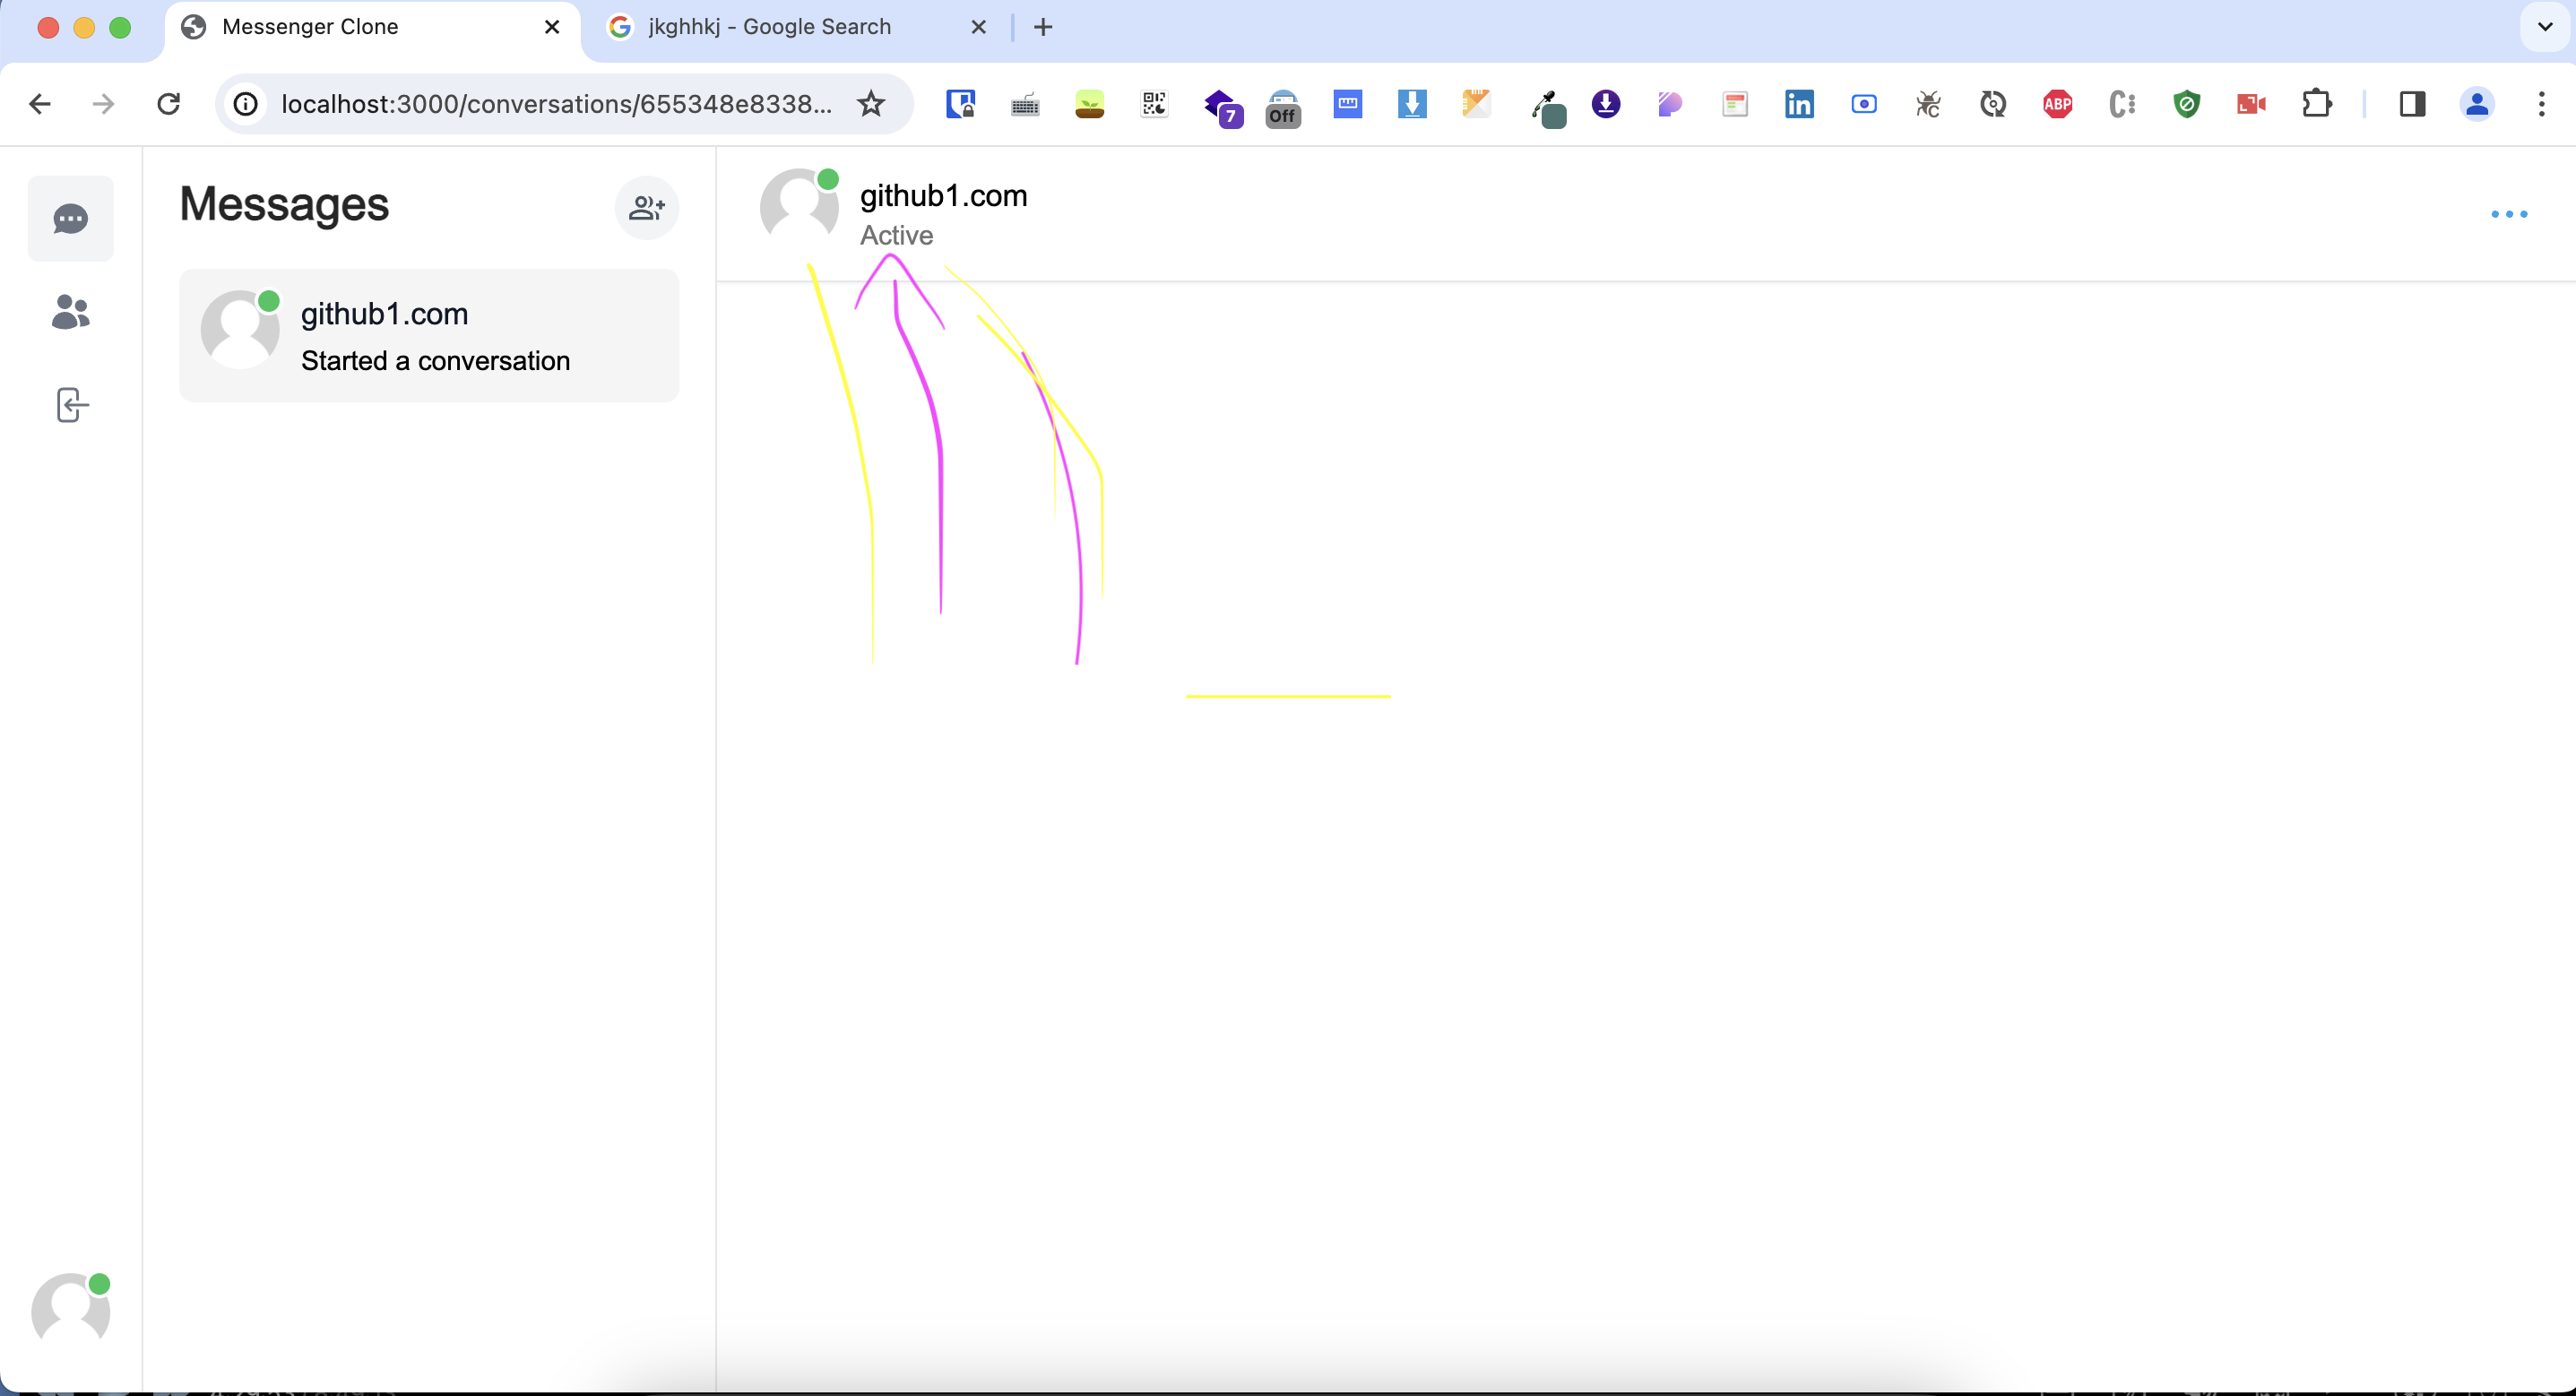 Messenger Clone
jkghhkj - Google Search
localhost:3000/conversations/655348e8338...
7
Off
in
ABP
Messages
github1.com
Started a conversation
github1.com
Active